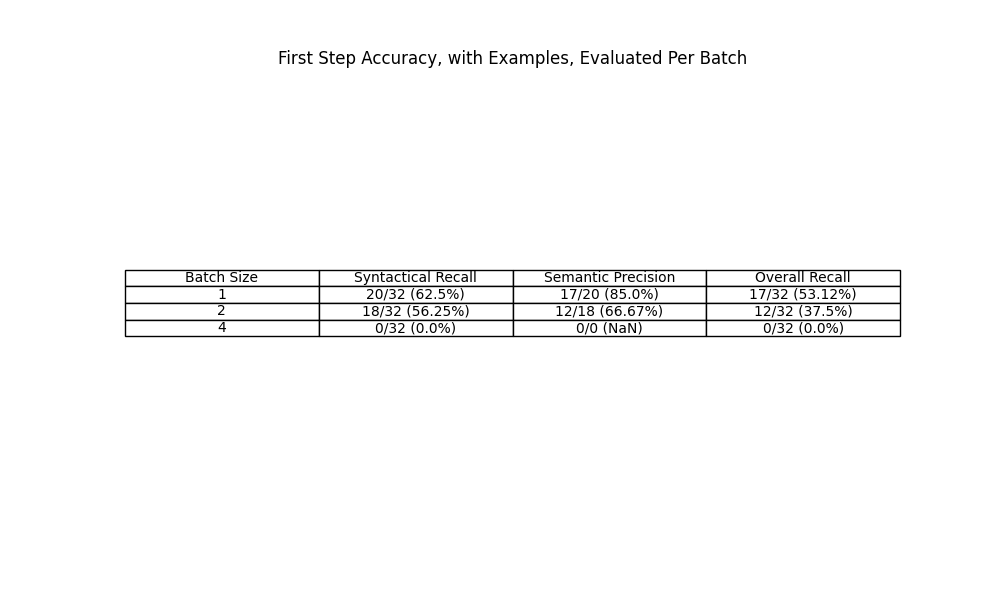 First Step Accuracy, with Examples, Evaluated Per Batch
Batch Size Syntactical Recall Semantic Precision Overall Recall
1 20/32 (62.5%) 17/20 (85.0%) 17/32 (53.12%)
2 18/32 (56.25%) 12/18 (66.67%) 12/32 (37.5%)
4 0/32 (0.0%) 0/0 (NaN) 0/32 (0.0%)